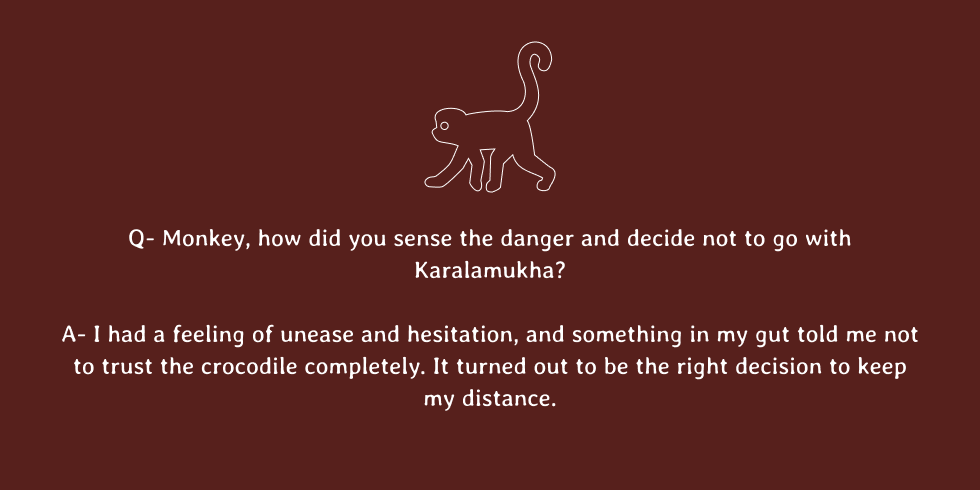 Q- Monkey, how did you sense the danger and decide not to go with
Karalamukha?
A- I had a feeling of unease and hesitation, and something in my gut told me not
to trust the crocodile completely. It turned out to be the right decision to keep
my distance.